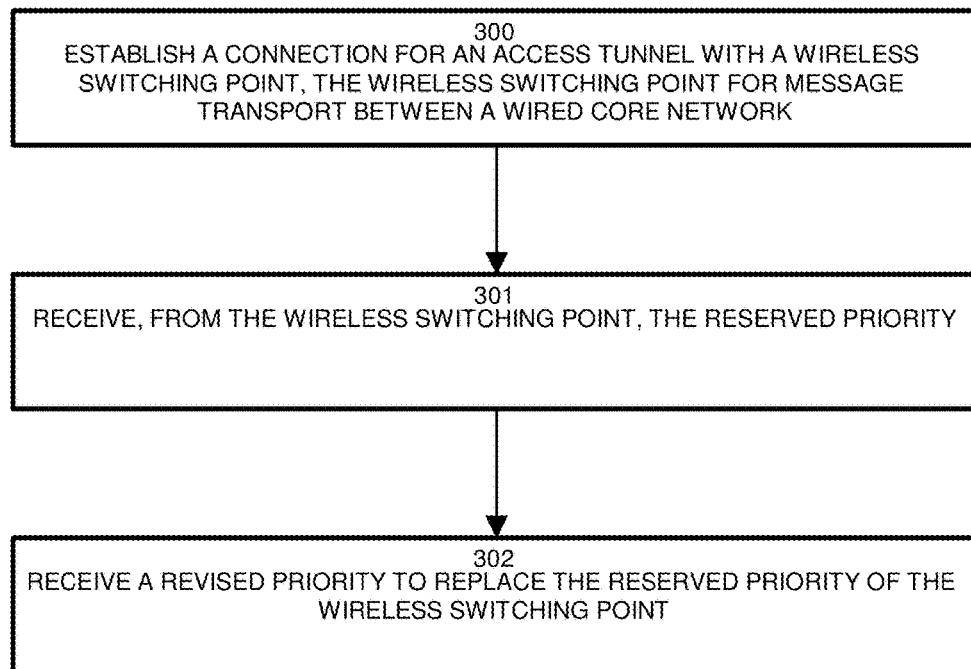 300
ESTABLISH A CONNECTION FOR AN ACCESS TUNNEL WITH A WIRELESS
SWITCHING POINT, THE WIRELESS SWITCHING POINT FOR MESSAGE
TRANSPORT BETWEEN A WIRED CORE NETWORK
301
RECEIVE, FROM THE WIRELESS SWITCHING POINT, THE RESERVED PRIORITY
302
RECEIVE A REVISED PRIORITY TO REPLACE THE RESERVED PRIORITY OF THE
WIRELESS SWITCHING POINT